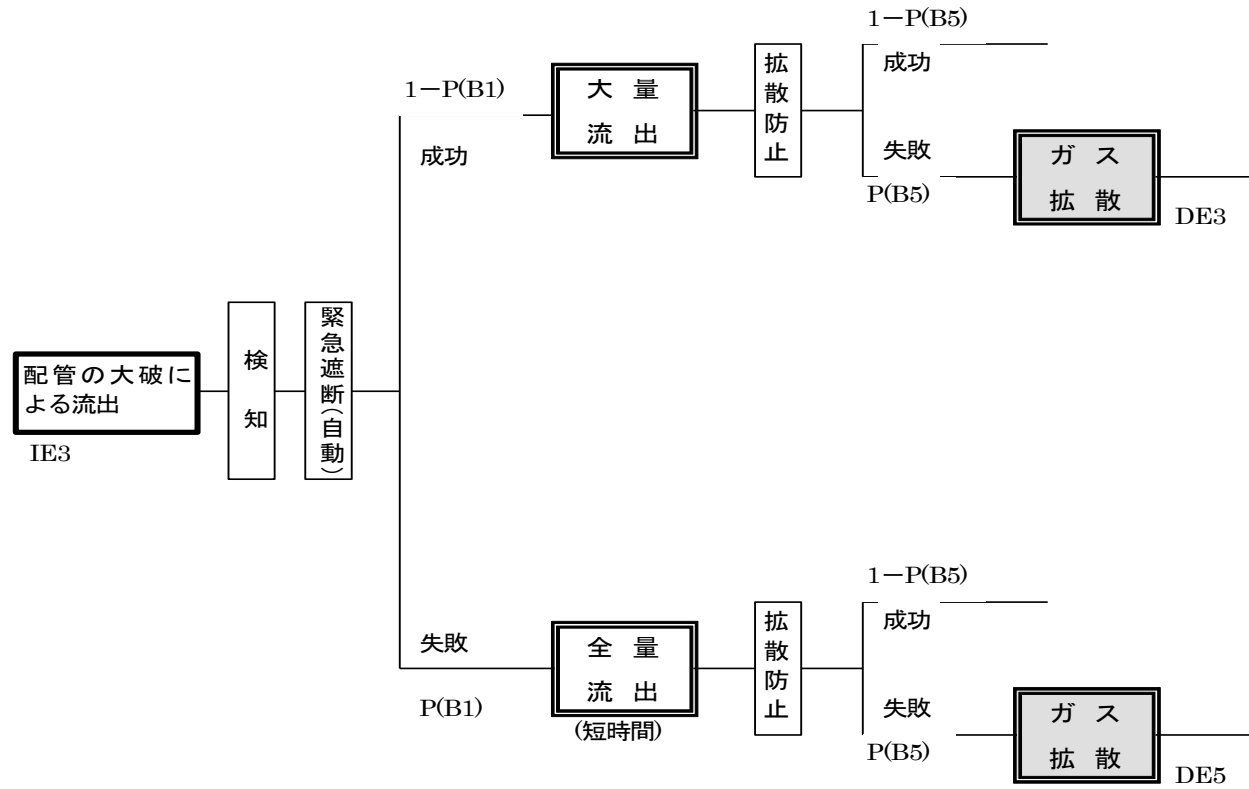 配管の大破に
よる流出
IE3
検知
緊急遮断(自動)
1－P(B1)
成功
大量
流出
拡散防止
1－P(B5)
成功
失敗
P(B5)
ガス
拡散
DE3
失敗
P(B1)
全量
流出
(短時間)
拡散防止
1－P(B5)
成功
失敗
P(B5)
ガス
拡散
DE5